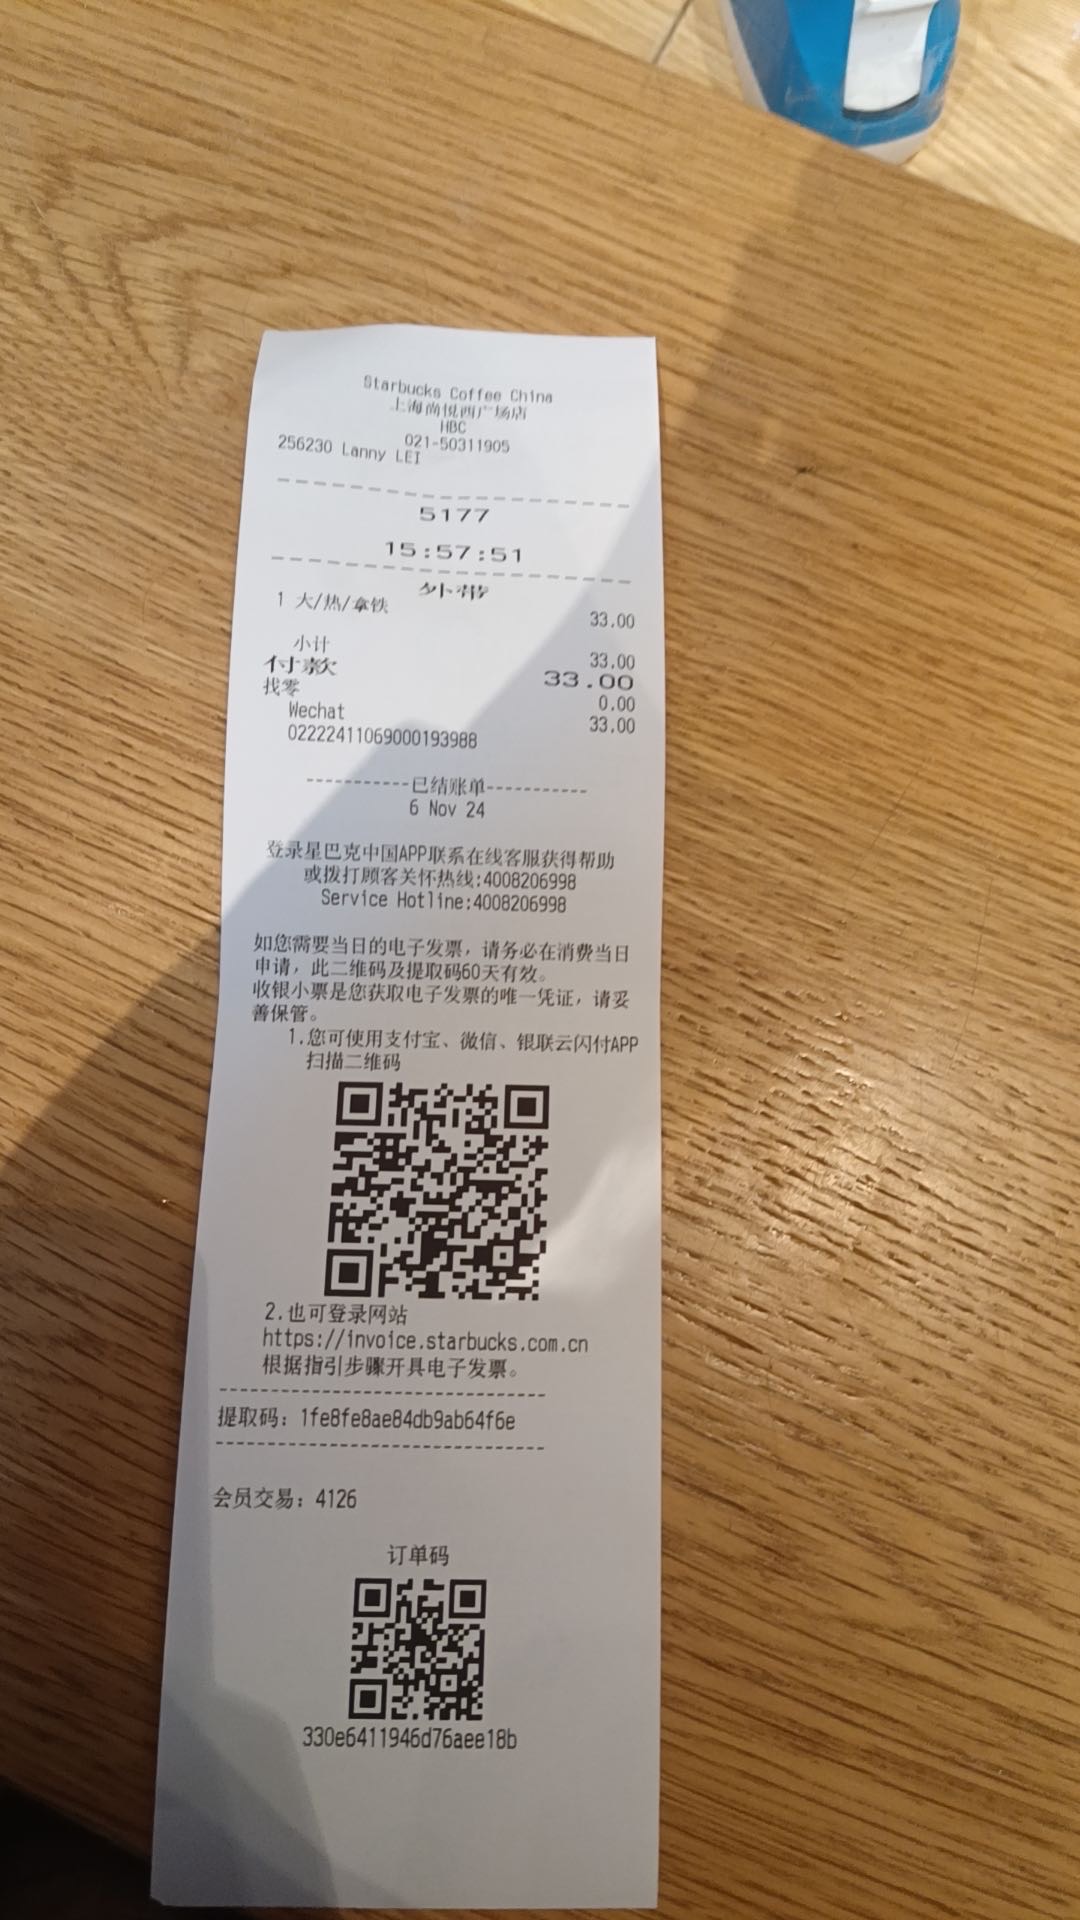 Starbucks Coffee China
上海尚悦西广场店
HBC
021-50311905
256230 Lanny LEI
5177
15:57:51
外带
1 大/热/拿铁 33.00
小计 33.00
付款 33.00
找零 0.00
Wechat 33.00
02222411069000193988
-----------已结账单-----------
6 Nov 24
登录星巴克中国APP联系在线客服获得帮助
或拨打顾客关怀热线:4008206998
Service Hotline:4008206998
如您需要当日的电子发票，请务必在消费当日
申请，此二维码及提取码60天有效。
收银小票是您获取电子发票的唯一凭证，请妥
善保管。
1.您可使用支付宝、微信、银联云闪付APP
扫描二维码
2.也可登录网站
https://invoice.starbucks.com.cn
根据指引步骤开具电子发票。
提取码: 1fe8fe8ae84db9ab64f6e
会员交易: 4126
订单码
330e6411946d76aee18b